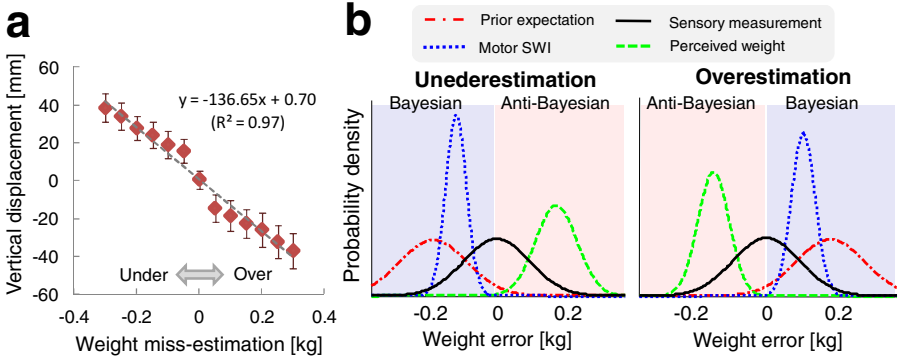 a
Vertical displacement [mm]
60
40
20
0
-20
-40
-60
y = -136.65x + 0.70
(R² = 0.97)
Under
Over
-0.4
-0.2
0
0.2
0.4
Weight miss-estimation [kg]
b
Prior expectation
Sensory measurement
Motor SWI
Perceived weight
Unederestimation
Overestimation
Bayesian
Anti-Bayesian
Anti-Bayesian
Bayesian
Probability density
-0.2
0
0.2
Weight error [kg]
-0.2
0
0.2
Weight error [kg]